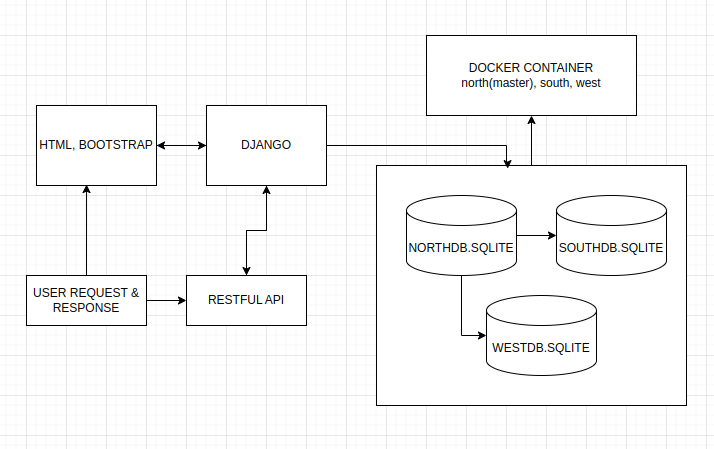 DOCKER CONTAINER
north(master), south, west
HTML, BOOTSTRAP
DJANGO
NORTHDB.SQLITE
SOUTHDB.SQLITE
USER REQUEST &
RESPONSE
RESTFUL API
WESTDB.SQLITE